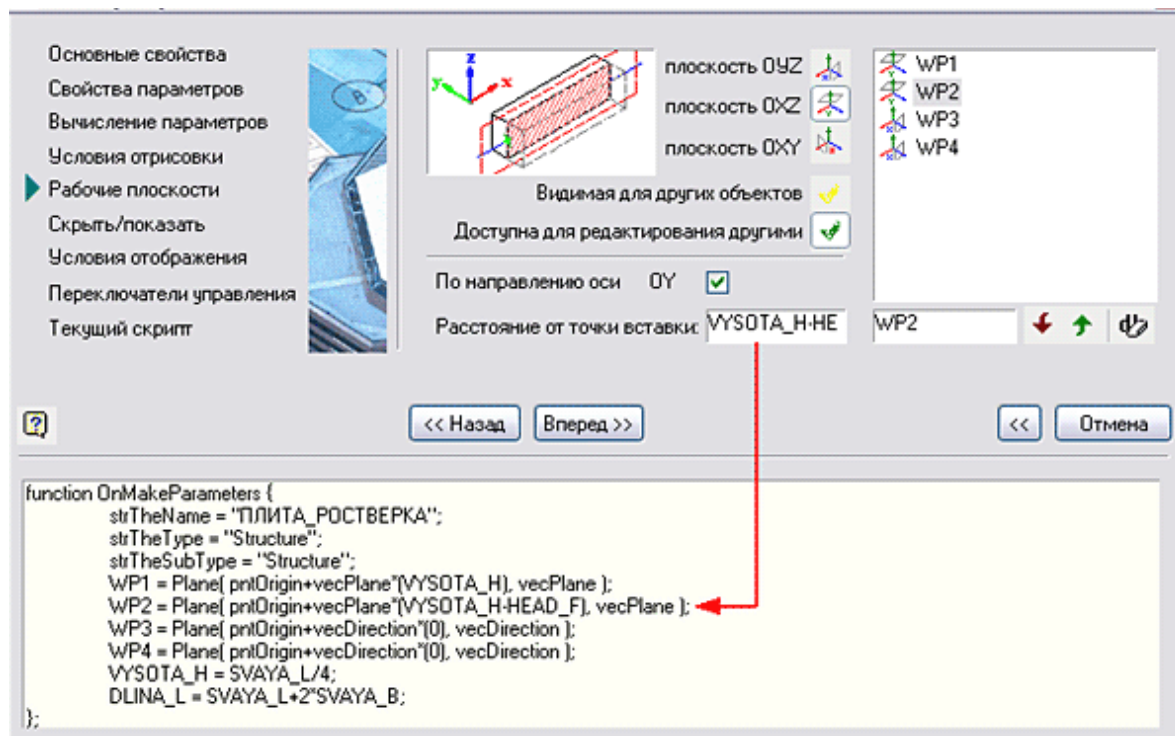 Основные свойства
Свойства параметров
Вычисление параметров
Условия отрисовки
Рабочие плоскости
Скрыть/показать
Условия отображения
Переключатели управления
Текущий скрипт
z
y
x
плоскость OYZ
плоскость OXZ
плоскость OXY
Видимая для других объектов
Доступна для редактирования другими
По направлению оси OY
Расстояние от точки вставки: VYSOTA_H-HE
WP1
WP2
WP3
WP4
WP2
<< Назад
Вперед >>
<<
Отмена
function OnMakeParameters {
strTheName = "ПЛИТА_РОСТВЕРКА";
strTheType = "Structure";
strTheSubType = "Structure";
WP1 = Plane( pntOrigin+vecPlane*(VYSOTA_H), vecPlane );
WP2 = Plane( pntOrigin+vecPlane*(VYSOTA_H-HEAD_F), vecPlane );
WP3 = Plane( pntOrigin+vecDirection*(0), vecDirection );
WP4 = Plane( pntOrigin+vecDirection*(0), vecDirection );
VYSOTA_H = SVAYA_L/4;
DLINA_L = SVAYA_L+2*SVAYA_B;
};